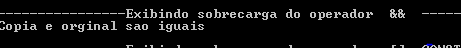 ----------------Exibindo sobrecarga do operador  &&  -----
Copia e orginal sao iguais